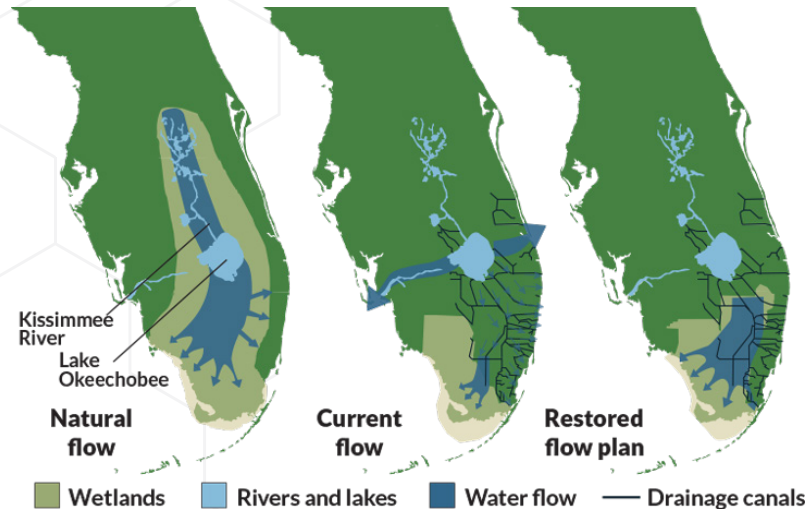 Kissimmee
River
Lake
Okeechobee
Natural
flow
Current
flow
Restored
flow plan
Wetlands
Rivers and lakes
Water flow
Drainage canals